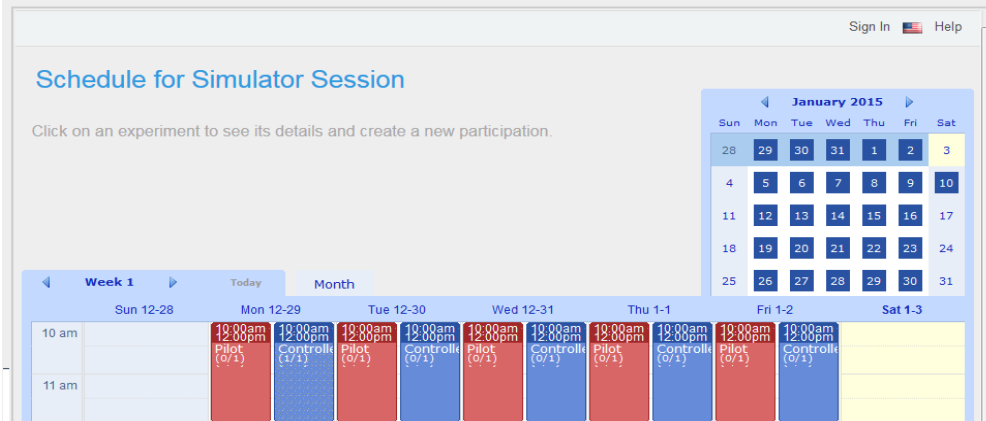 Sign In Help
Schedule for Simulator Session
Click on an experiment to see its details and create a new participation.
January 2015
Sun Mon Tue Wed Thu Fri Sat
28 29 30 31 1 2 3
4 5 6 7 8 9 10
11 12 13 14 15 16 17
18 19 20 21 22 23 24
25 26 27 28 29 30 31
Week 1 Today Month
Sun 12-28 Mon 12-29 Tue 12-30 Wed 12-31 Thu 1-1 Fri 1-2 Sat 1-3
10 am
10:00am 10:00am 10:00am 10:00am 10:00am 10:00am 10:00am 10:00am 10:00am 10:00am
12:00pm 12:00pm 12:00pm 12:00pm 12:00pm 12:00pm 12:00pm 12:00pm 12:00pm 12:00pm
Pilot Controlle Pilot Controlle Pilot Controlle Pilot Controlle Pilot Controlle
(0/1) (1/1) (0/1) (0/1) (0/1) (0/1) (0/1) (0/1) (0/1) (0/1)
11 am